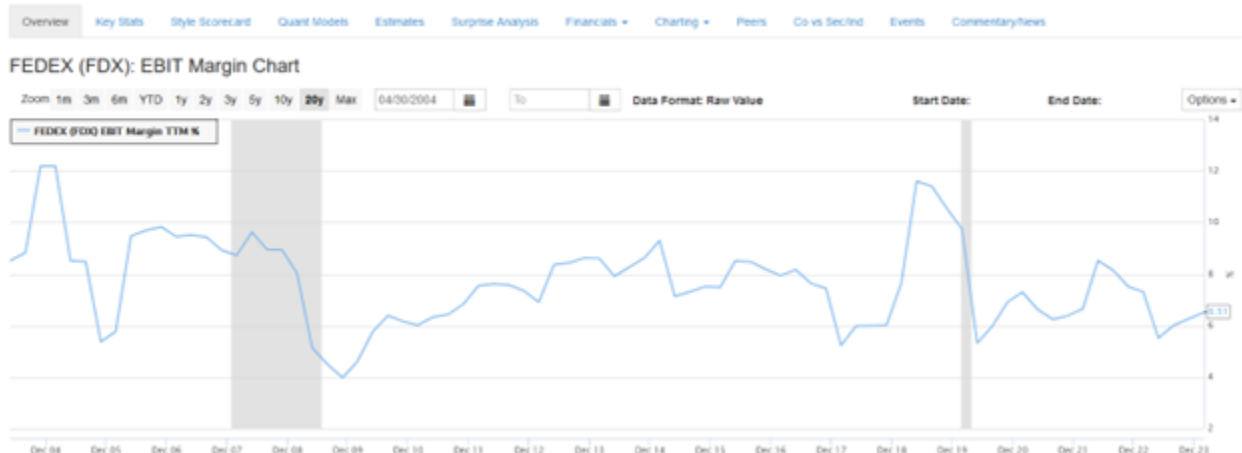 Overview Key Stats Style Scorecard Quant Models Estimates Surprise Analysis Financials Charting Peers Co vs Sec/Ind Events Commentary/News
FEDEX (FDX): EBIT Margin Chart
Zoom 1m 3m 6m YTD 1y 2y 3y 5y 10y 20y Max 04/30/2004 To Data Format: Raw Value Start Date: End Date: Options
FEDEX (FDX) EBIT Margin TTM %
14
12
10
8
%
6.51
6
4
2
Dec 04 Dec 05 Dec 06 Dec 07 Dec 08 Dec 09 Dec 10 Dec 11 Dec 12 Dec 13 Dec 14 Dec 15 Dec 16 Dec 17 Dec 18 Dec 19 Dec 20 Dec 21 Dec 22 Dec 23